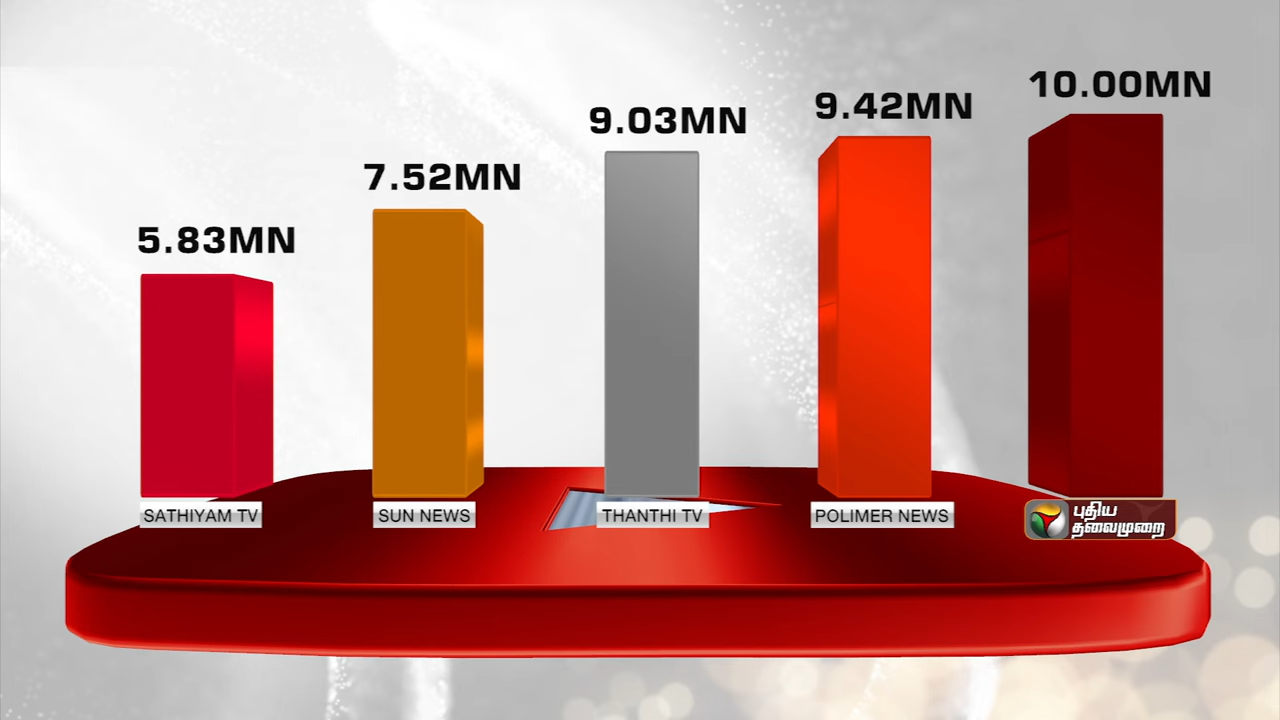 5.83MN
7.52MN
9.03MN
9.42MN
10.00MN
SATHIYAM TV
SUN NEWS
THANTHI TV
POLIMER NEWS
புதிய
தலைமுறை